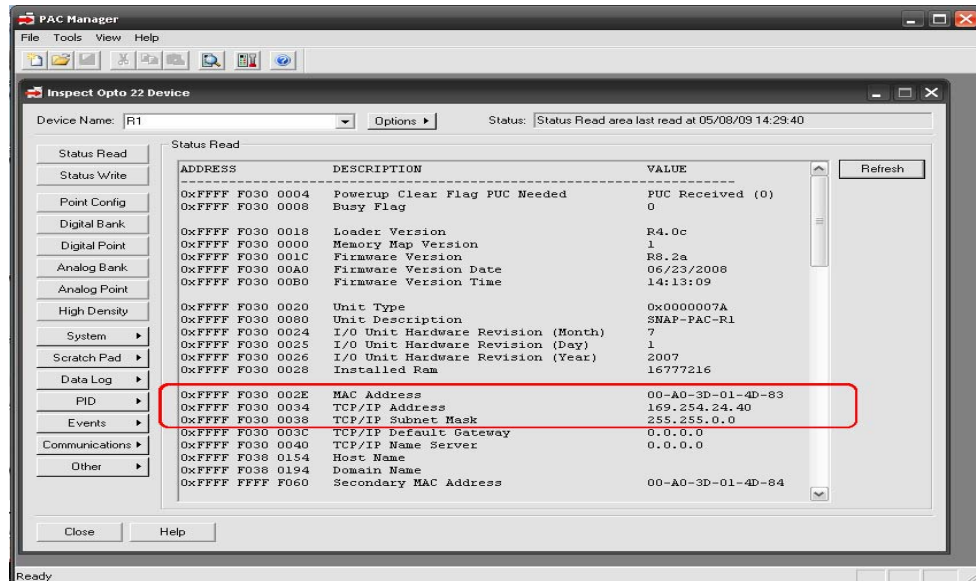 PAC Manager
File Tools View Help
Inspect Opto 22 Device
Device Name: R1 Options Status: Status Read area last read at 05/08/09 14:29:40
Status Read
Status Write
Point Config
Digital Bank
Digital Point
Analog Bank
Analog Point
High Density
System
Scratch Pad
Data Log
PID
Events
Communications
Other
Status Read
ADDRESS DESCRIPTION VALUE
0xFFFF F030 0004 Powerup Clear Flag PUC Needed PUC Received (0)
0xFFFF F030 0008 Busy Flag 0
0xFFFF F030 0018 Loader Version R4.0c
0xFFFF F030 0000 Memory Map Version 1
0xFFFF F030 001C Firmware Version R8.2a
0xFFFF F030 00A0 Firmware Version Date 06/23/2008
0xFFFF F030 00B0 Firmware Version Time 14:13:09
0xFFFF F030 0020 Unit Type 0x0000007A
0xFFFF F030 0080 Unit Description SNAP-PAC-R1
0xFFFF F030 0024 I/O Unit Hardware Revision (Month) 7
0xFFFF F030 0025 I/O Unit Hardware Revision (Day) 1
0xFFFF F030 0026 I/O Unit Hardware Revision (Year) 2007
0xFFFF F030 0028 Installed Ram 16777216
0xFFFF F030 002E MAC Address 00-A0-3D-01-4D-83
0xFFFF F030 0034 TCP/IP Address 169.254.24.40
0xFFFF F030 0038 TCP/IP Subnet Mask 255.255.0.0
0xFFFF F030 003C TCP/IP Default Gateway 0.0.0.0
0xFFFF F030 0040 TCP/IP Name Server 0.0.0.0
0xFFFF F038 0154 Host Name
0xFFFF F038 0194 Domain Name
0xFFFF FFFF F060 Secondary MAC Address 00-A0-3D-01-4D-84
Refresh
Close Help
Ready